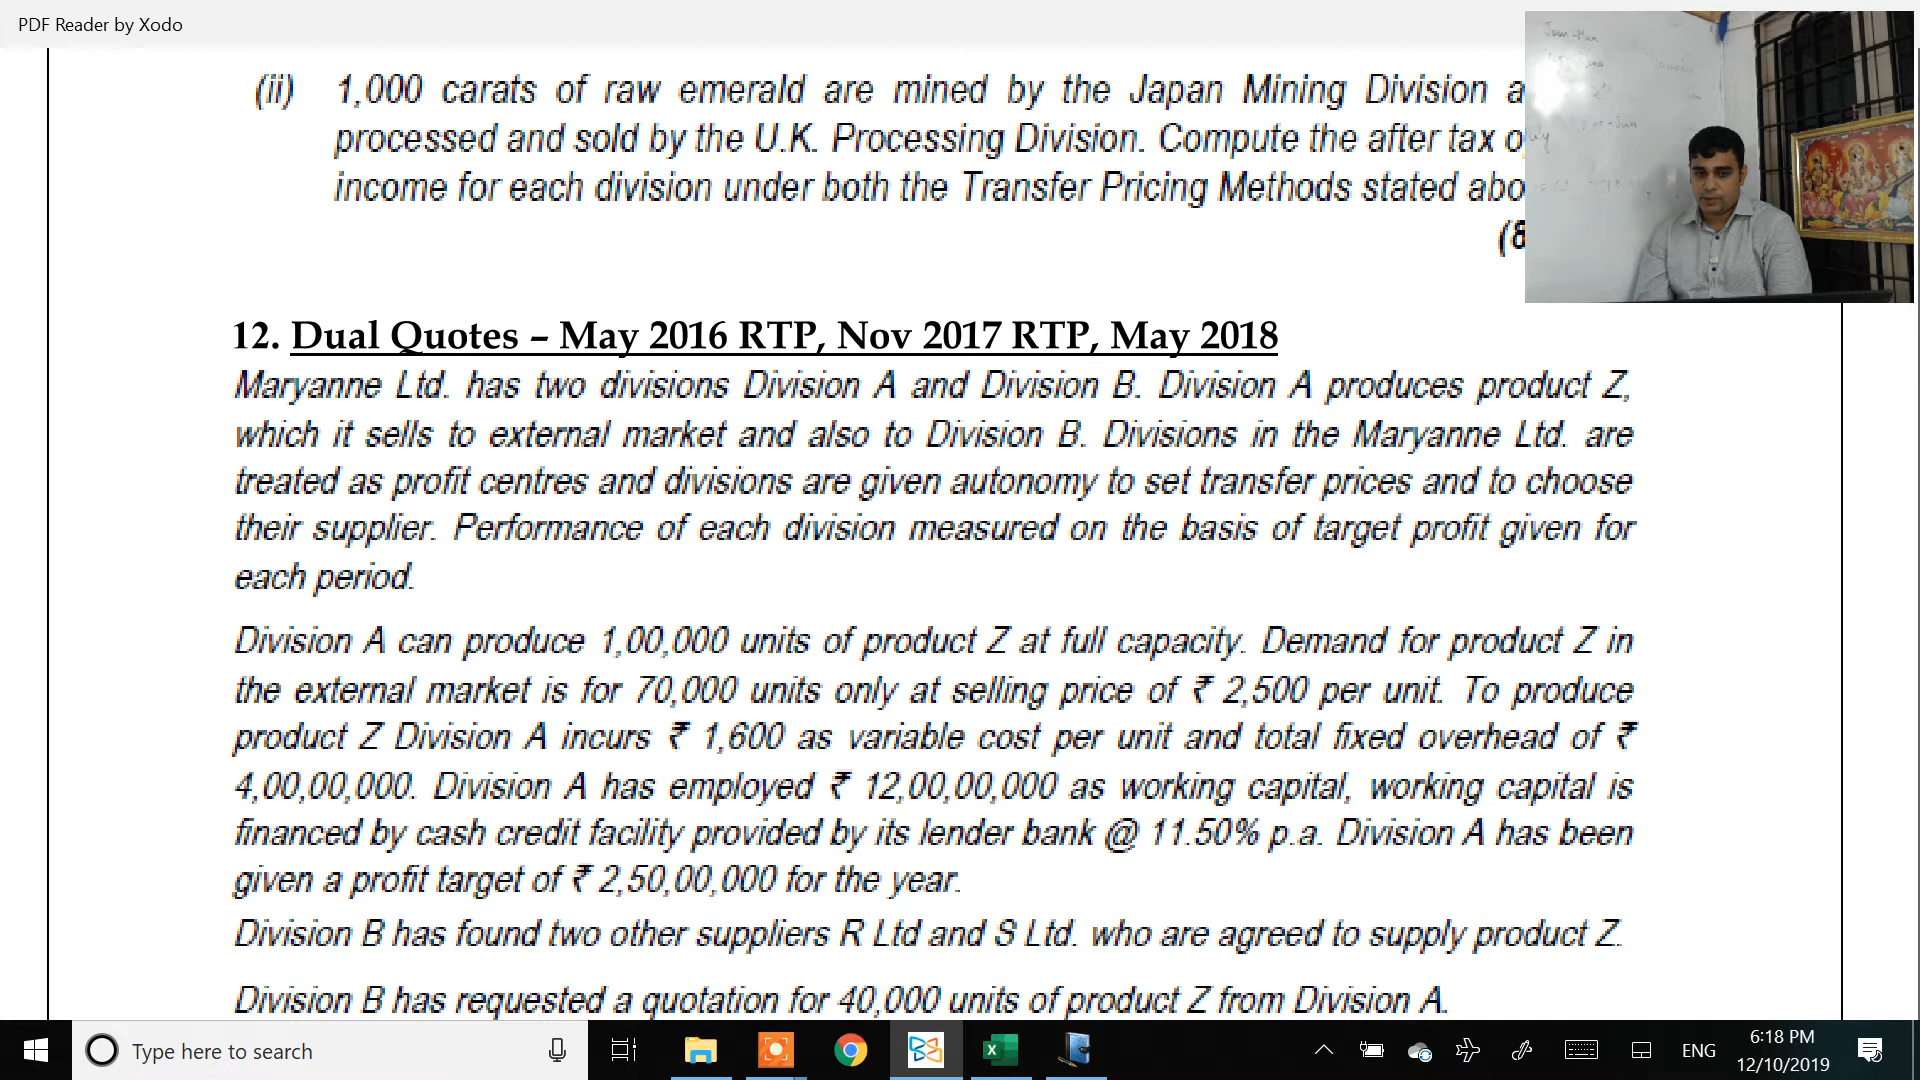 PDF Reader by Xodo
(ii) 1,000 carats of raw emerald are mined by the Japan Mining Division a
processed and sold by the U.K. Processing Division. Compute the after tax o
income for each division under both the Transfer Pricing Methods stated abo
(8
12. Dual Quotes – May 2016 RTP, Nov 2017 RTP, May 2018
Maryanne Ltd. has two divisions Division A and Division B. Division A produces product Z,
which it sells to external market and also to Division B. Divisions in the Maryanne Ltd. are
treated as profit centres and divisions are given autonomy to set transfer prices and to choose
their supplier. Performance of each division measured on the basis of target profit given for
each period.
Division A can produce 1,00,000 units of product Z at full capacity. Demand for product Z in
the external market is for 70,000 units only at selling price of ₹ 2,500 per unit. To produce
product Z Division A incurs ₹ 1,600 as variable cost per unit and total fixed overhead of ₹
4,00,00,000. Division A has employed ₹ 12,00,00,000 as working capital, working capital is
financed by cash credit facility provided by its lender bank @ 11.50% p.a. Division A has been
given a profit target of ₹ 2,50,00,000 for the year.
Division B has found two other suppliers R Ltd and S Ltd. who are agreed to supply product Z.
Division B has requested a quotation for 40,000 units of product Z from Division A.
Type here to search
ENG
6:18 PM
12/10/2019